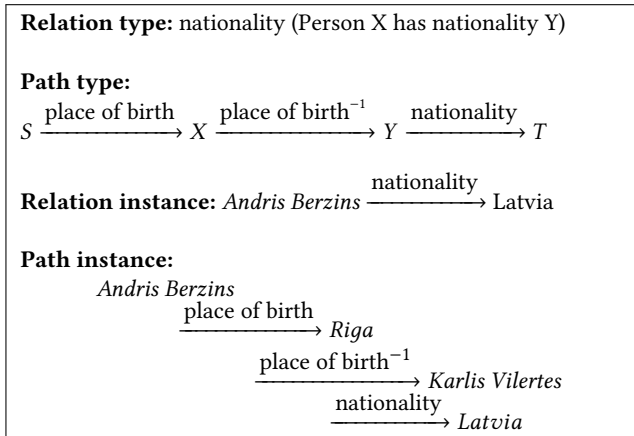 Relation type: nationality (Person X has nationality Y)
Path type:
S place of birth X place of birth⁻¹ Y nationality T
Relation instance: Andris Berzins nationality Latvia
Path instance:
Andris Berzins
place of birth Riga
place of birth⁻¹ Karlis Vilertes
nationality Latvia